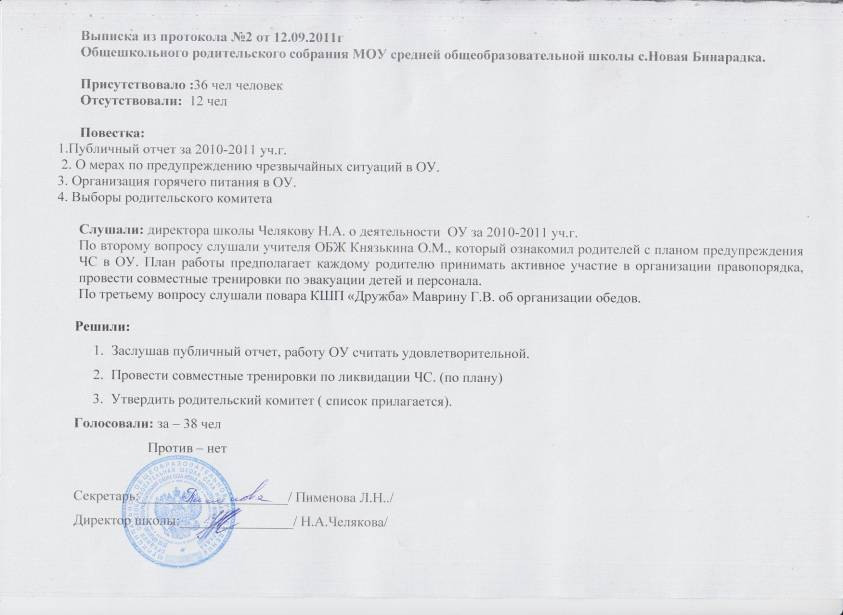 Выписка из протокола №2 от 12.09.2011г
Общешкольного родительского собрания МОУ средней общеобразовательной школы с.Новая Бинарадка.
Присутствовало :36 чел человек
Отсутствовали: 12 чел
Повестка:
1.Публичный отчет за 2010-2011 уч.г.
2. О мерах по предупреждению чрезвычайных ситуаций в ОУ.
3. Организация горячего питания в ОУ.
4. Выборы родительского комитета
Слушали: директора школы Челякову Н.А. о деятельности ОУ за 2010-2011 уч.г.
По второму вопросу слушали учителя ОБЖ Князькина О.М., который ознакомил родителей с планом предупреждения
ЧС в ОУ. План работы предполагает каждому родителю принимать активное участие в организации правопорядка,
провести совместные тренировки по эвакуации детей и персонала.
По третьему вопросу слушали повара КШП «Дружба» Маврину Г.В. об организации обедов.
Решили:
1. Заслушав публичный отчет, работу ОУ считать удовлетворительной.
2. Провести совместные тренировки по ликвидации ЧС. (по плану)
3. Утвердить родительский комитет ( список прилагается).
Голосовали: за – 38 чел
Против – нет
Секретарь:____________________/ Пименова Л.Н../
Директор школы:________________/ Н.А.Челякова/